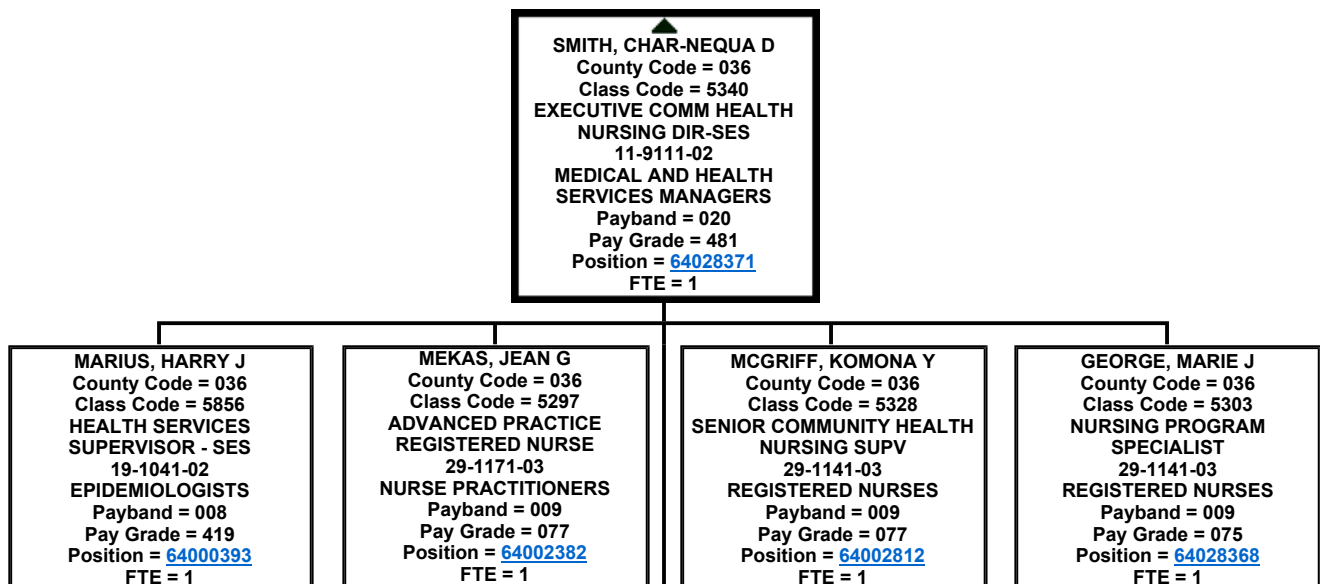 SMITH, CHAR-NEQUA D
County Code = 036
Class Code = 5340
EXECUTIVE COMM HEALTH
NURSING DIR-SES
11-9111-02
MEDICAL AND HEALTH
SERVICES MANAGERS
Payband = 020
Pay Grade = 481
Position = 64028371
FTE = 1
MARIUS, HARRY J
County Code = 036
Class Code = 5856
HEALTH SERVICES
SUPERVISOR - SES
19-1041-02
EPIDEMIOLOGISTS
Payband = 008
Pay Grade = 419
Position = 64000393
FTE = 1
MEKAS, JEAN G
County Code = 036
Class Code = 5297
ADVANCED PRACTICE
REGISTERED NURSE
29-1171-03
NURSE PRACTITIONERS
Payband = 009
Pay Grade = 077
Position = 64002382
FTE = 1
MCGRIFF, KOMONA Y
County Code = 036
Class Code = 5328
SENIOR COMMUNITY HEALTH
NURSING SUPV
29-1141-03
REGISTERED NURSES
Payband = 009
Pay Grade = 077
Position = 64002812
FTE = 1
GEORGE, MARIE J
County Code = 036
Class Code = 5303
NURSING PROGRAM
SPECIALIST
29-1141-03
REGISTERED NURSES
Payband = 009
Pay Grade = 075
Position = 64028368
FTE = 1